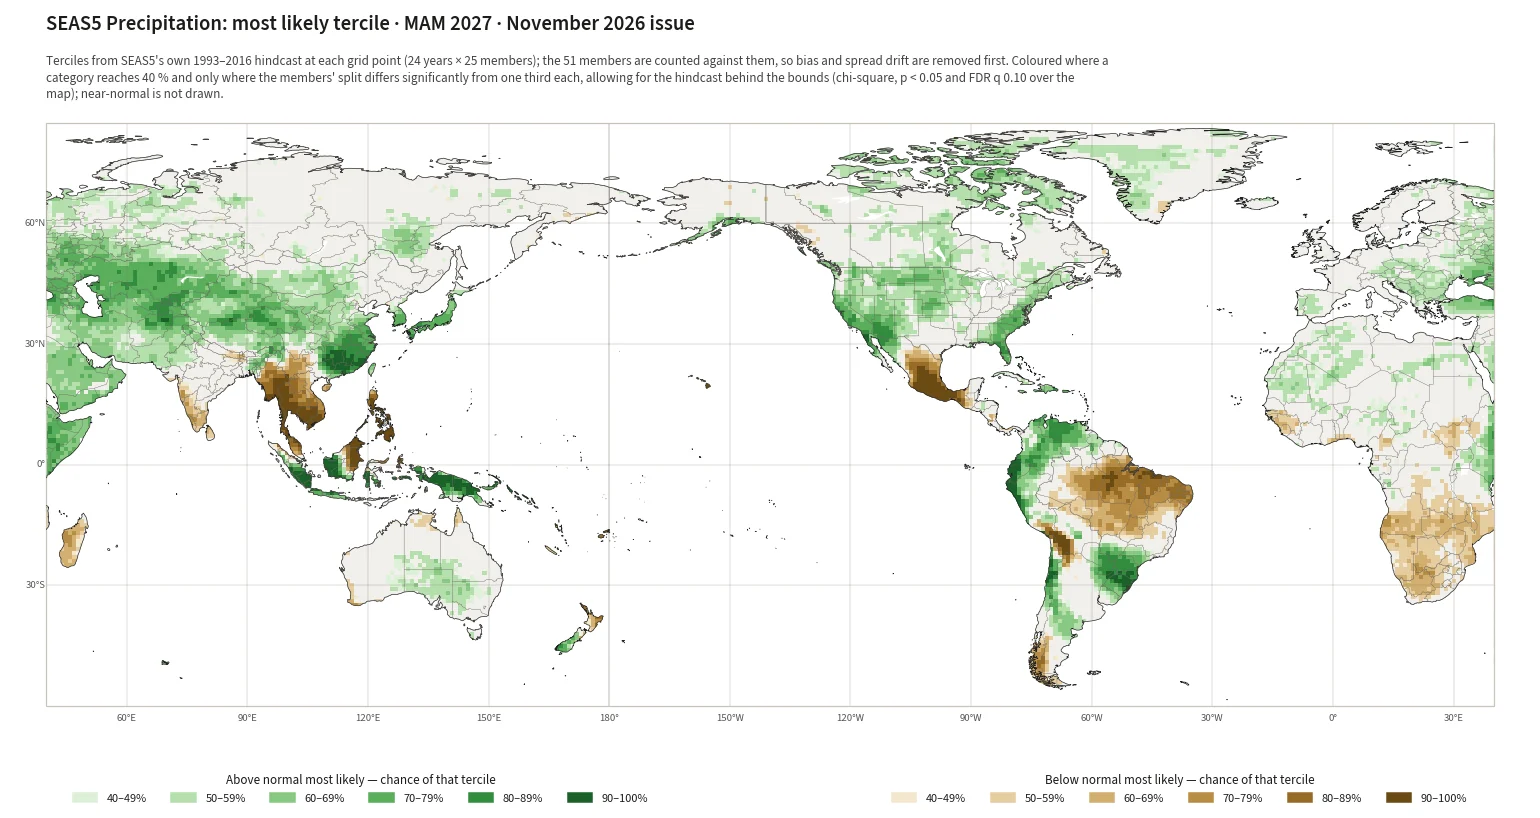 SEAS5 Precipitation: most likely tercile · MAM 2027 · November 2026 issue
Terciles from SEAS5's own 1993–2016 hindcast at each grid point (24 years × 25 members); the 51 members are counted against them, so bias and spread drift are removed first. Coloured where a
category reaches 40 % and only where the members' split differs significantly from one third each, allowing for the hindcast behind the bounds (chi-square, p < 0.05 and FDR q 0.10 over the
map); near-normal is not drawn.
60°N
30°N
0°
30°S
60°E 90°E 120°E 150°E 180° 150°W 120°W 90°W 60°W 30°W 0° 30°E
Above normal most likely — chance of that tercile
40–49% 50–59% 60–69% 70–79% 80–89% 90–100%
Below normal most likely — chance of that tercile
40–49% 50–59% 60–69% 70–79% 80–89% 90–100%